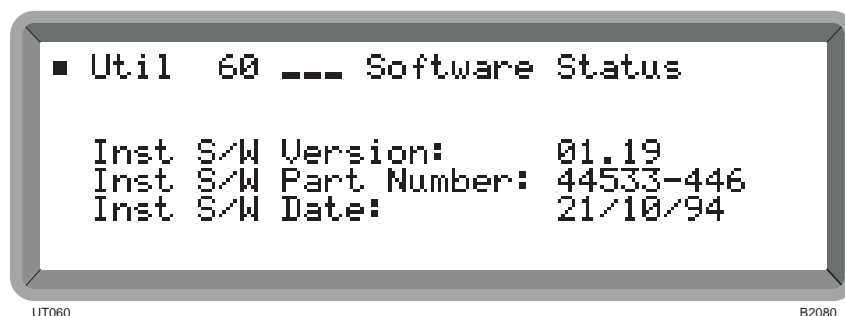 ■ Util 60 ___ Software Status
Inst S/W Version: 01.19
Inst S/W Part Number: 44533-446
Inst S/W Date: 21/10/94
UT060 B2080